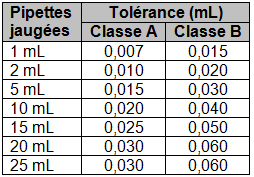 Pipettes jaugées Tolérance (mL)
Classe A Classe B
1 mL 0,007 0,015
2 mL 0,010 0,020
5 mL 0,015 0,030
10 mL 0,020 0,040
15 mL 0,025 0,050
20 mL 0,030 0,060
25 mL 0,030 0,060